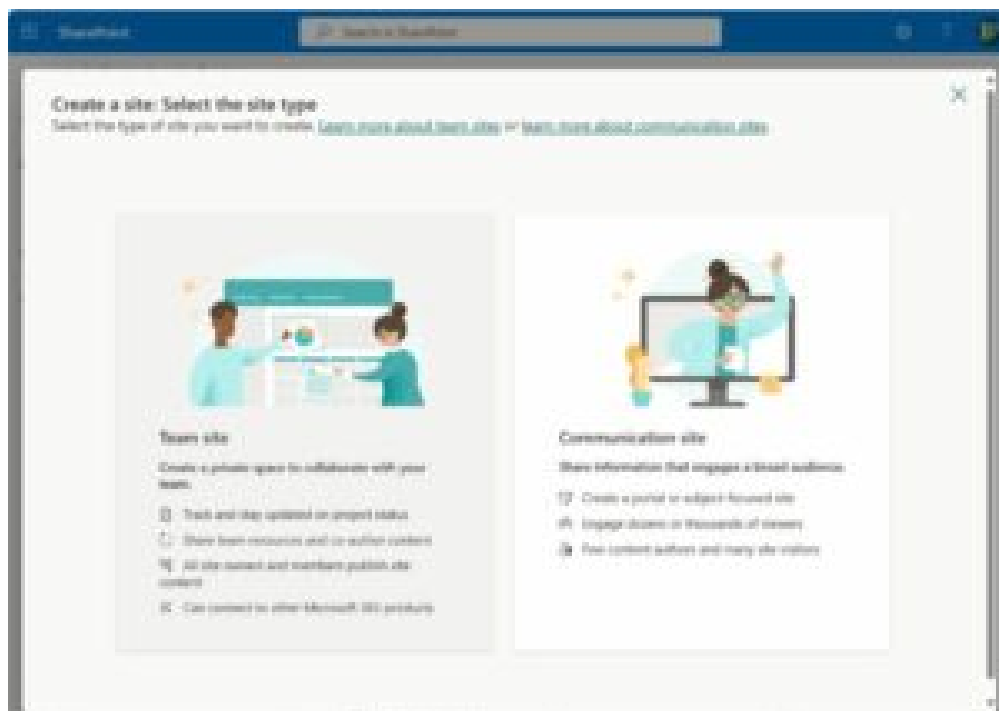 SharePoint
Search in SharePoint
Create a site: Select the site type
Select the type of site you want to create. Learn more about team sites or learn more about communication sites
Team site
Create a private space to collaborate with your
team.
Track and stay updated on project status
Share team resources and co-author content
All site owners and members publish site
content
Can connect to other Microsoft 365 products
Communication site
Share information that engages a broad audience.
Create a portal or subject-focused site
Engage dozens or thousands of viewers
Few content authors and many site visitors